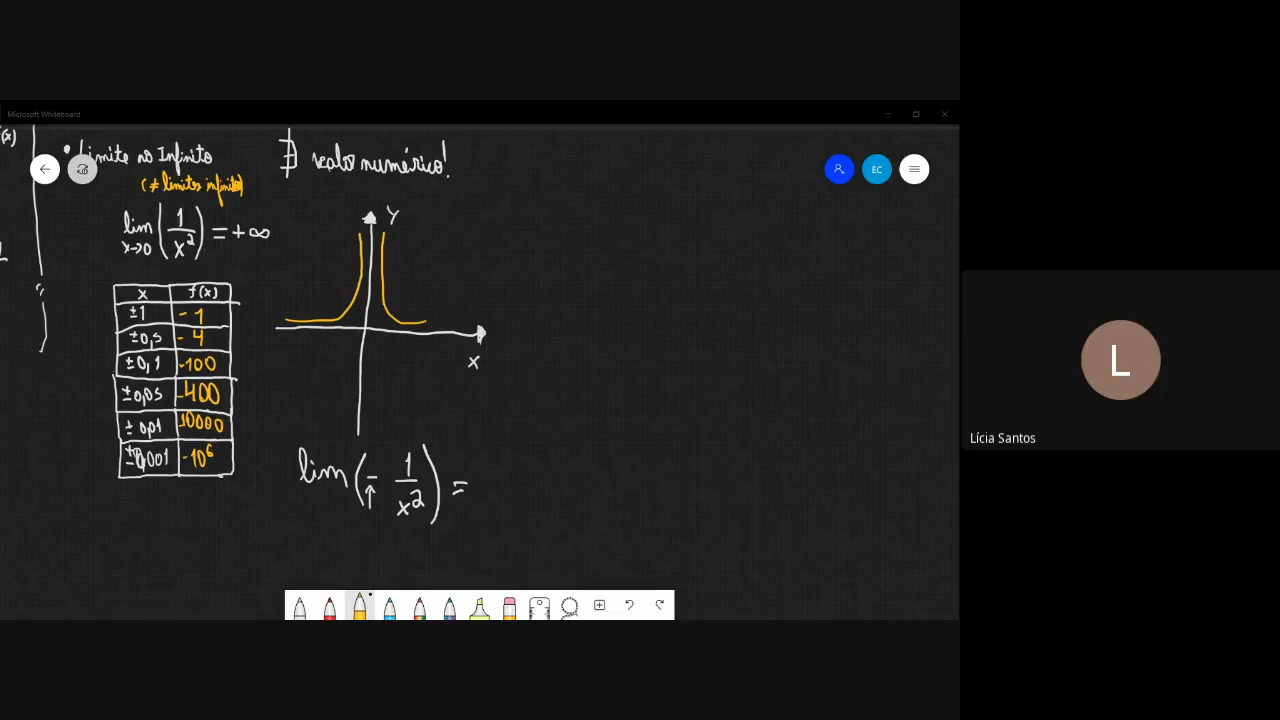 Microsoft Whiteboard
(x)
• Limite no Infinito
(≠ limites infinitos)
∄ valor numérico!
lim x→0 (1/x²) = +∞
x f(x)
±1 -1
±0,5 -4
±0,1 -100
±0,05 -400
±0,01 -10000
±0,001 -10⁶
Y
X
lim (- 1/x²) =
↑
EC
L
Lícia Santos